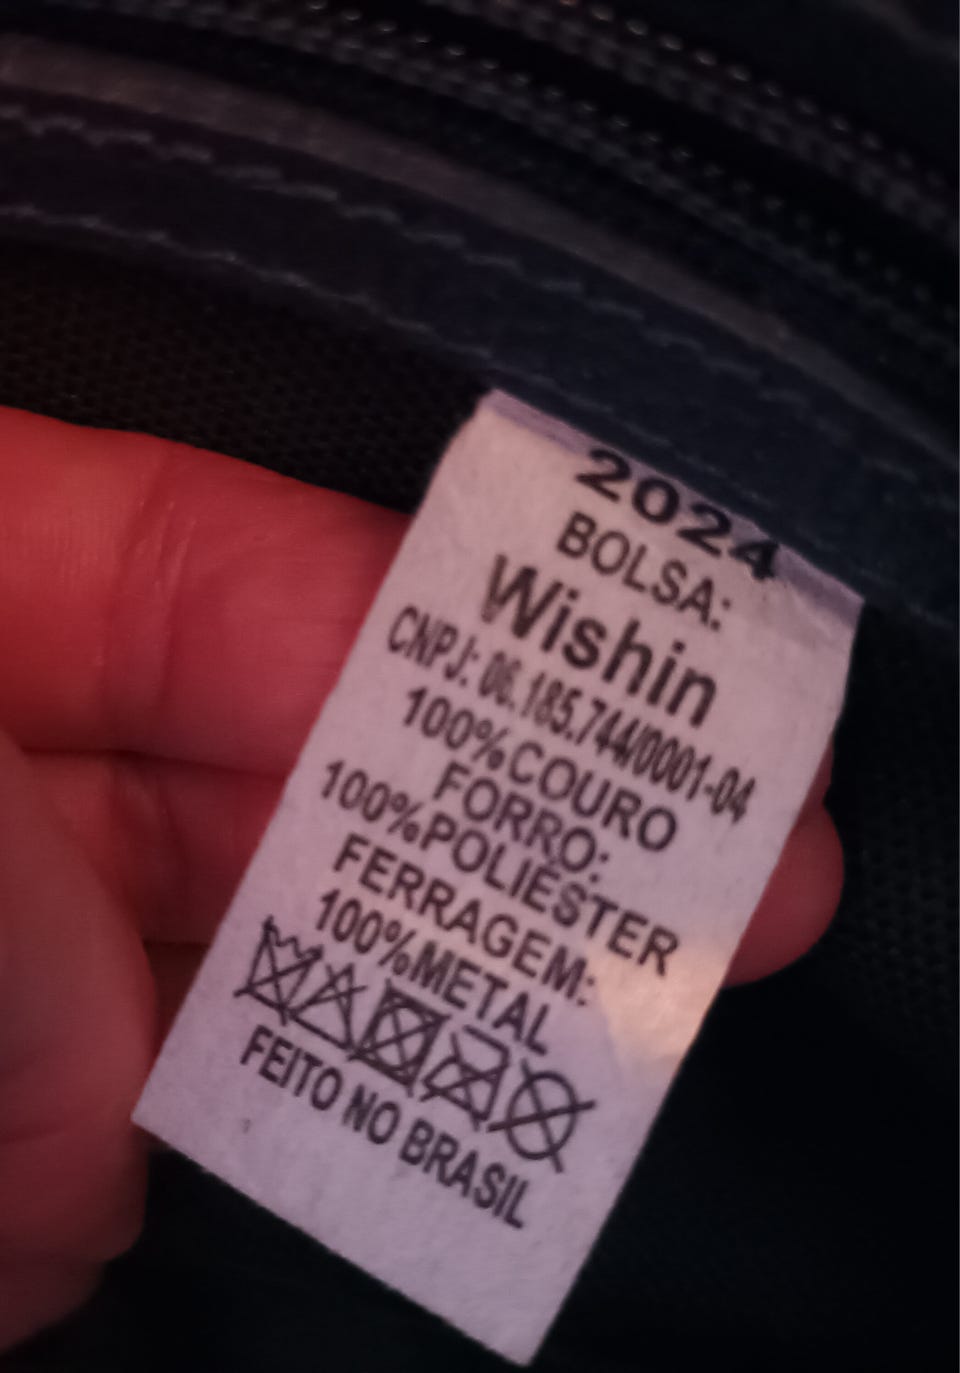 2024
BOLSA:
Wishin
CNPJ: 06.185.744/0001-04
100%COURO
FORRO:
100%POLIÉSTER
FERRAGEM:
100%METAL
FEITO NO BRASIL